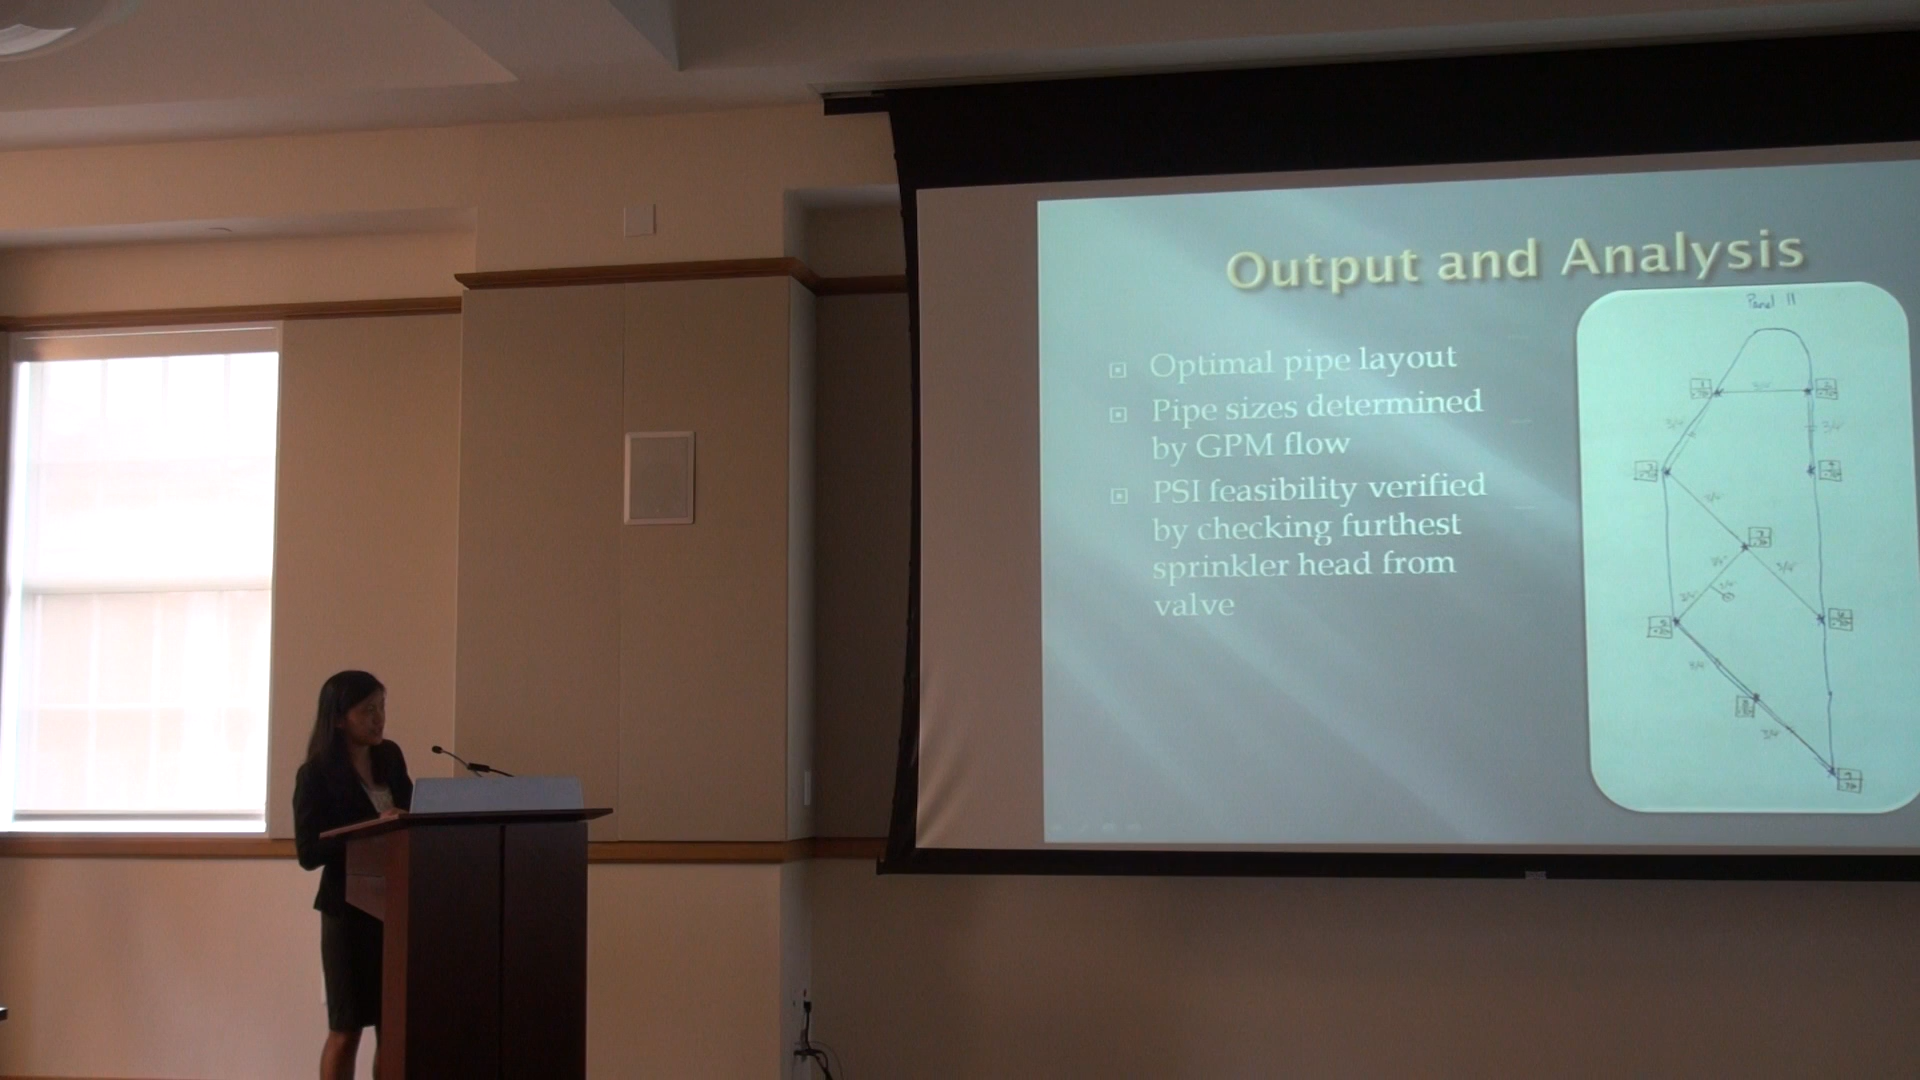 Output and Analysis
Optimal pipe layout
Pipe sizes determined
by GPM flow
PSI feasibility verified
by checking furthest
sprinkler head from
valve
Panel 11
3/4"
3/4"
3/4"
3/4"
3/4"
3/4"
3/4"
3/4"